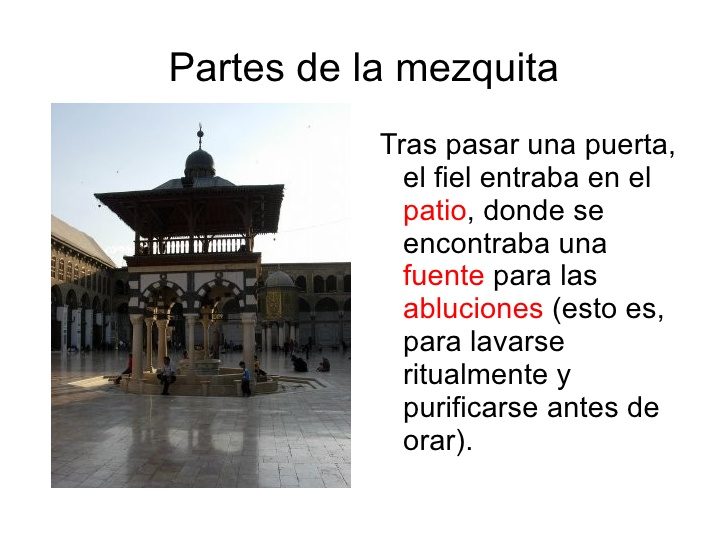 Partes de la mezquita
Tras pasar una puerta,
el fiel entraba en el
patio, donde se
encontraba una
fuente para las
abluciones (esto es,
para lavarse
ritualmente y
purificarse antes de
orar).